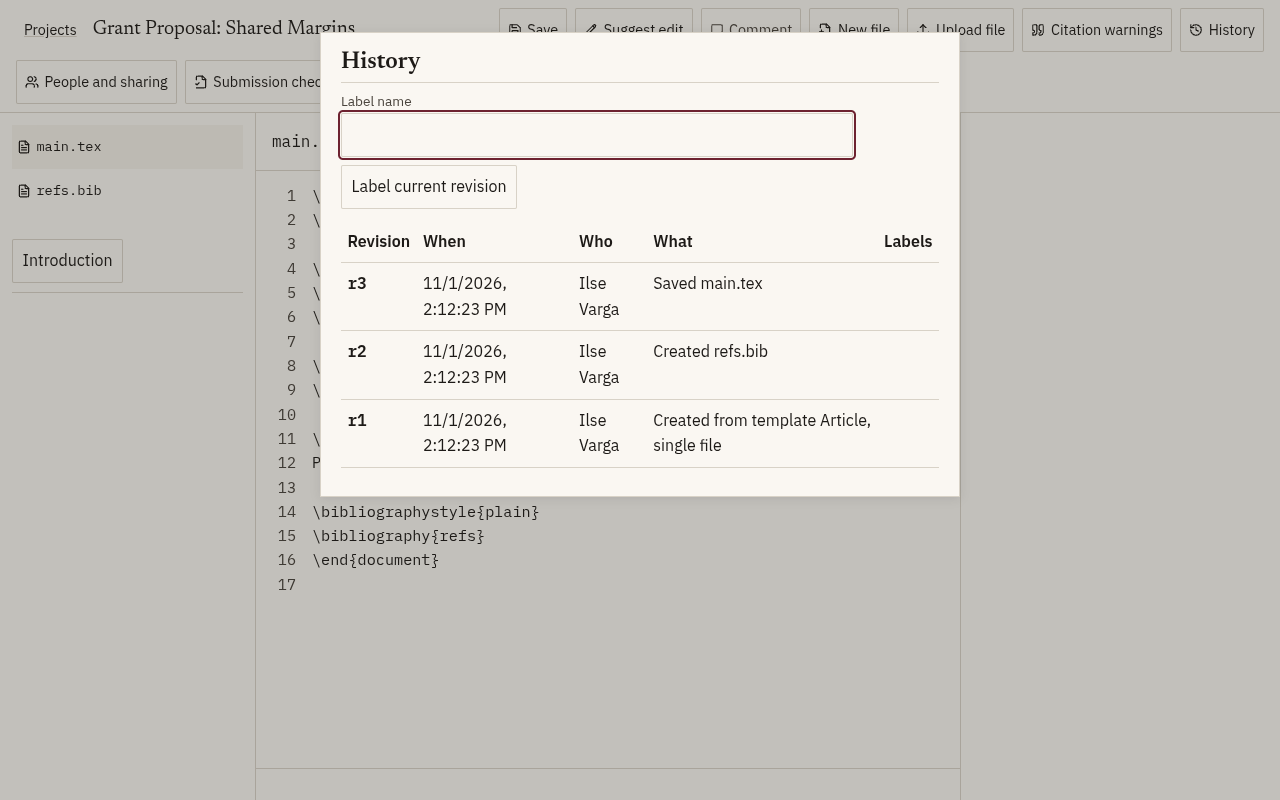 Projects
Grant Proposal: Shared Margins
Save
Suggest edit
Comment
New file
Upload file
Citation warnings
History
People and sharing
Submission chec
main.tex
refs.bib
Introduction
main.
History
Label name
Label current revision
Revision When Who What Labels
r3 11/1/2026, Ilse Saved main.tex
2:12:23 PM Varga
r2 11/1/2026, Ilse Created refs.bib
2:12:23 PM Varga
r1 11/1/2026, Ilse Created from template Article,
2:12:23 PM Varga single file
1 \
2 \
3
4 \
5 \
6 \
7
8 \
9 \
10
11 \
12 P
13
14 \bibliographystyle{plain}
15 \bibliography{refs}
16 \end{document}
17